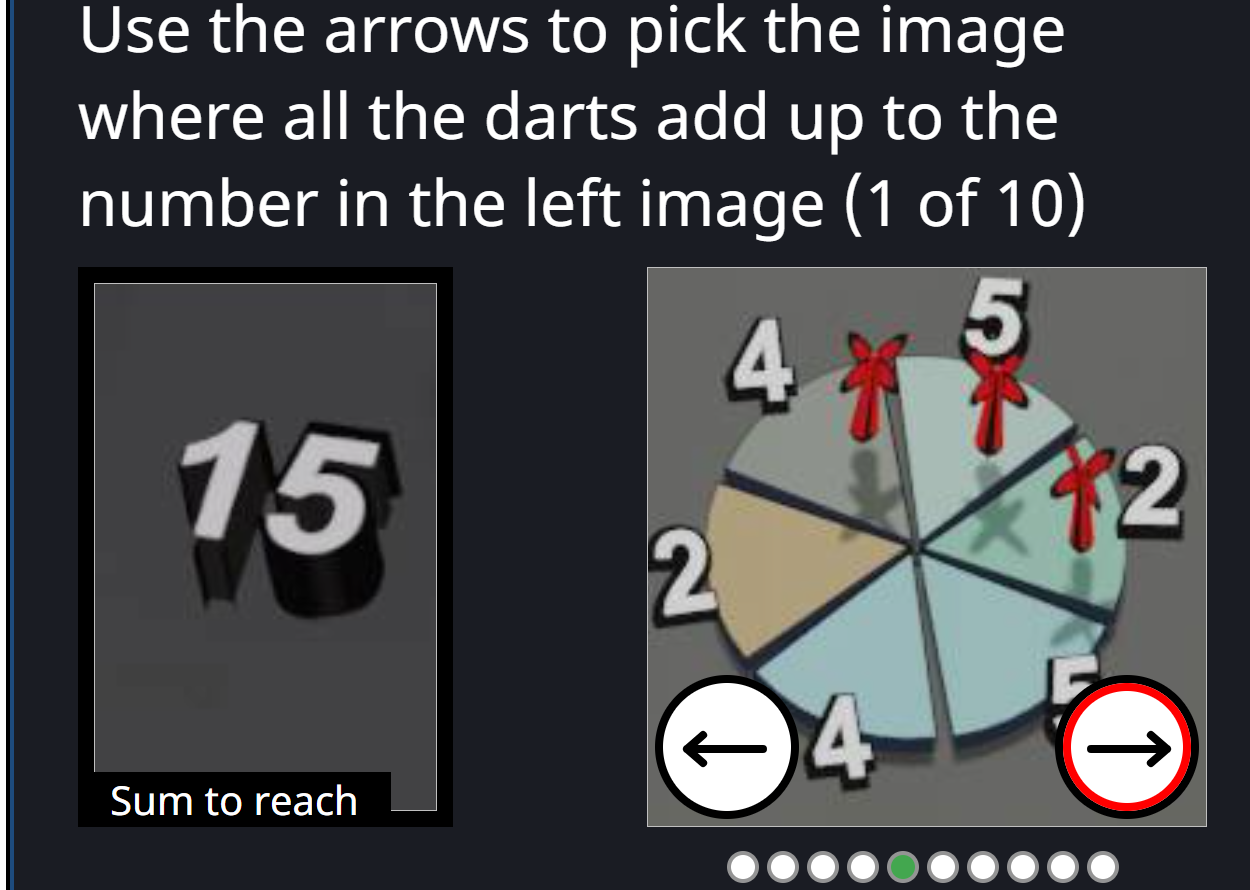 Use the arrows to pick the image
where all the darts add up to the
number in the left image (1 of 10)
15
Sum to reach
5
4
2
2
5
4